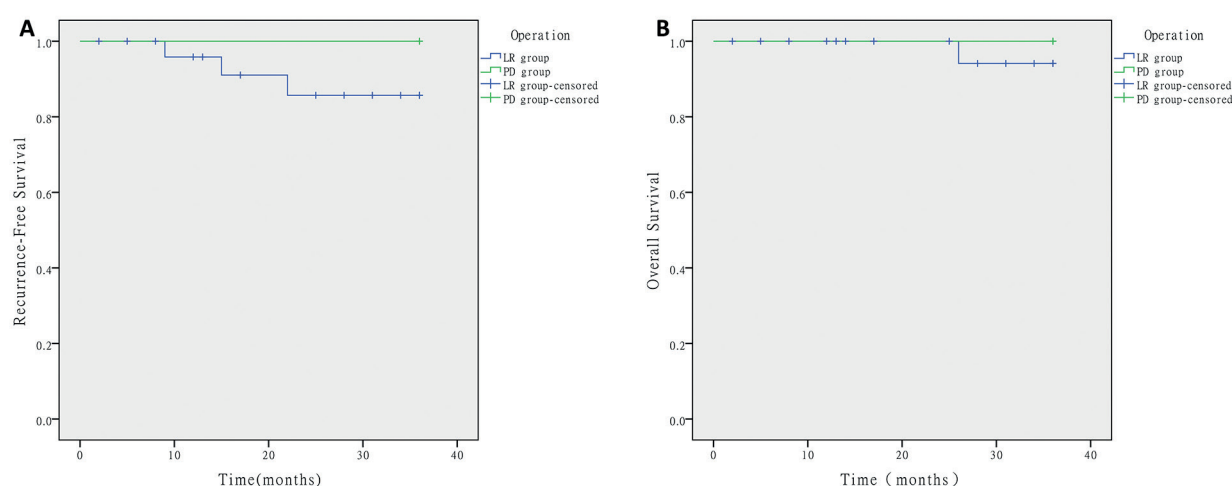 A
Operation
LR group
PD group
LR group-censored
PD group-censored
Recurrence-Free Survival
1.0
0.8
0.6
0.4
0.2
0.0
0 10 20 30 40
Time(months)
B
Operation
LR group
PD group
LR group-censored
PD group-censored
Overall Survival
1.0
0.8
0.6
0.4
0.2
0.0
0 10 20 30 40
Time ( months )